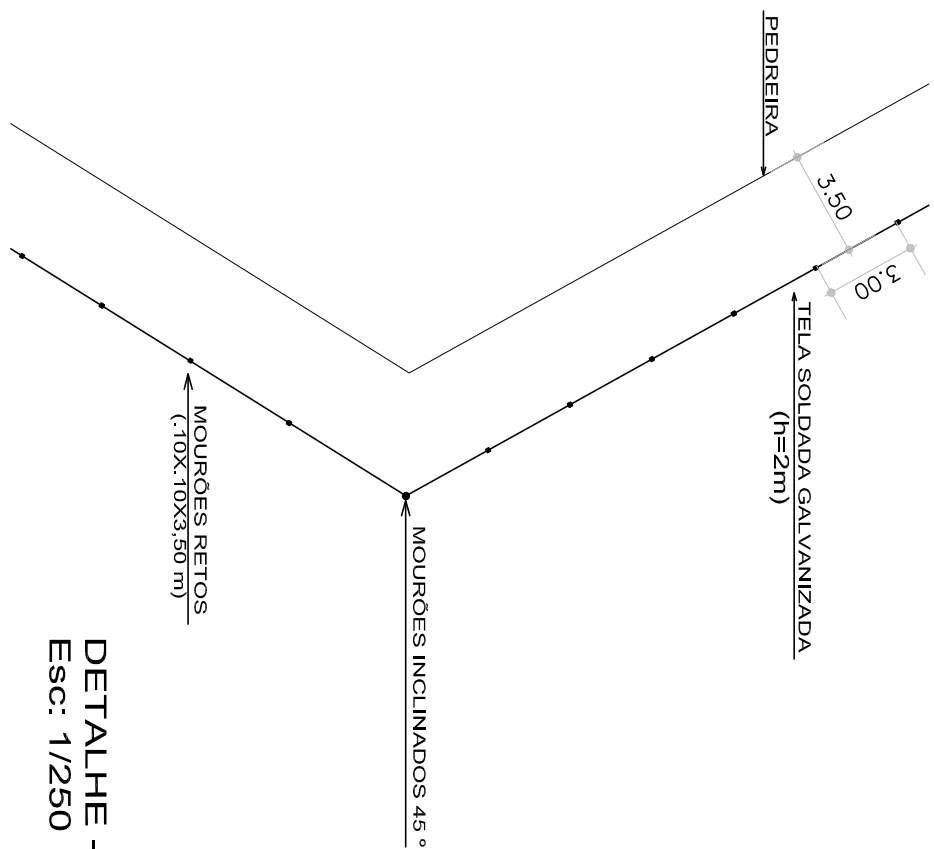 PEDREIRA
3.50
3.00
TELA SOLDADA GALVANIZADA
(h=2m)
MOURÕES INCLINADOS 45 º
MOURÕES RETOS
(.10X.10X3,50 m)
DETALHE -
Esc: 1/250